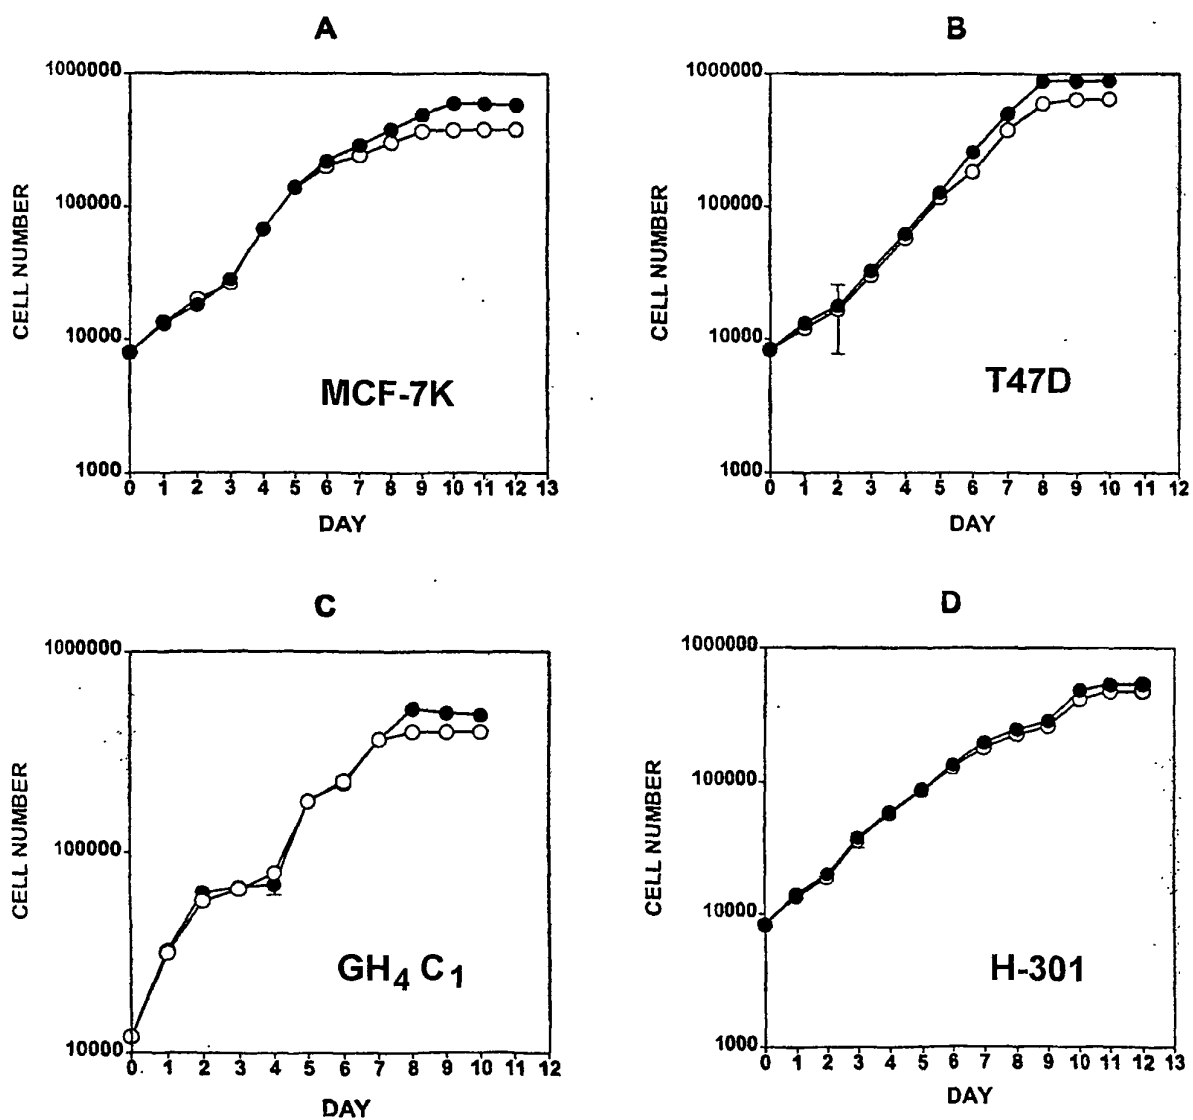 A
1000000
100000
10000
1000
CELL NUMBER
MCF-7K
0 1 2 3 4 5 6 7 8 9 10 11 12 13
DAY
B
1000000
100000
10000
1000
CELL NUMBER
T47D
0 1 2 3 4 5 6 7 8 9 10 11 12
DAY
C
1000000
100000
10000
CELL NUMBER
GH4 C1
0 1 2 3 4 5 6 7 8 9 10 11 12
DAY
D
1000000
100000
10000
1000
CELL NUMBER
H-301
0 1 2 3 4 5 6 7 8 9 10 11 12 13
DAY